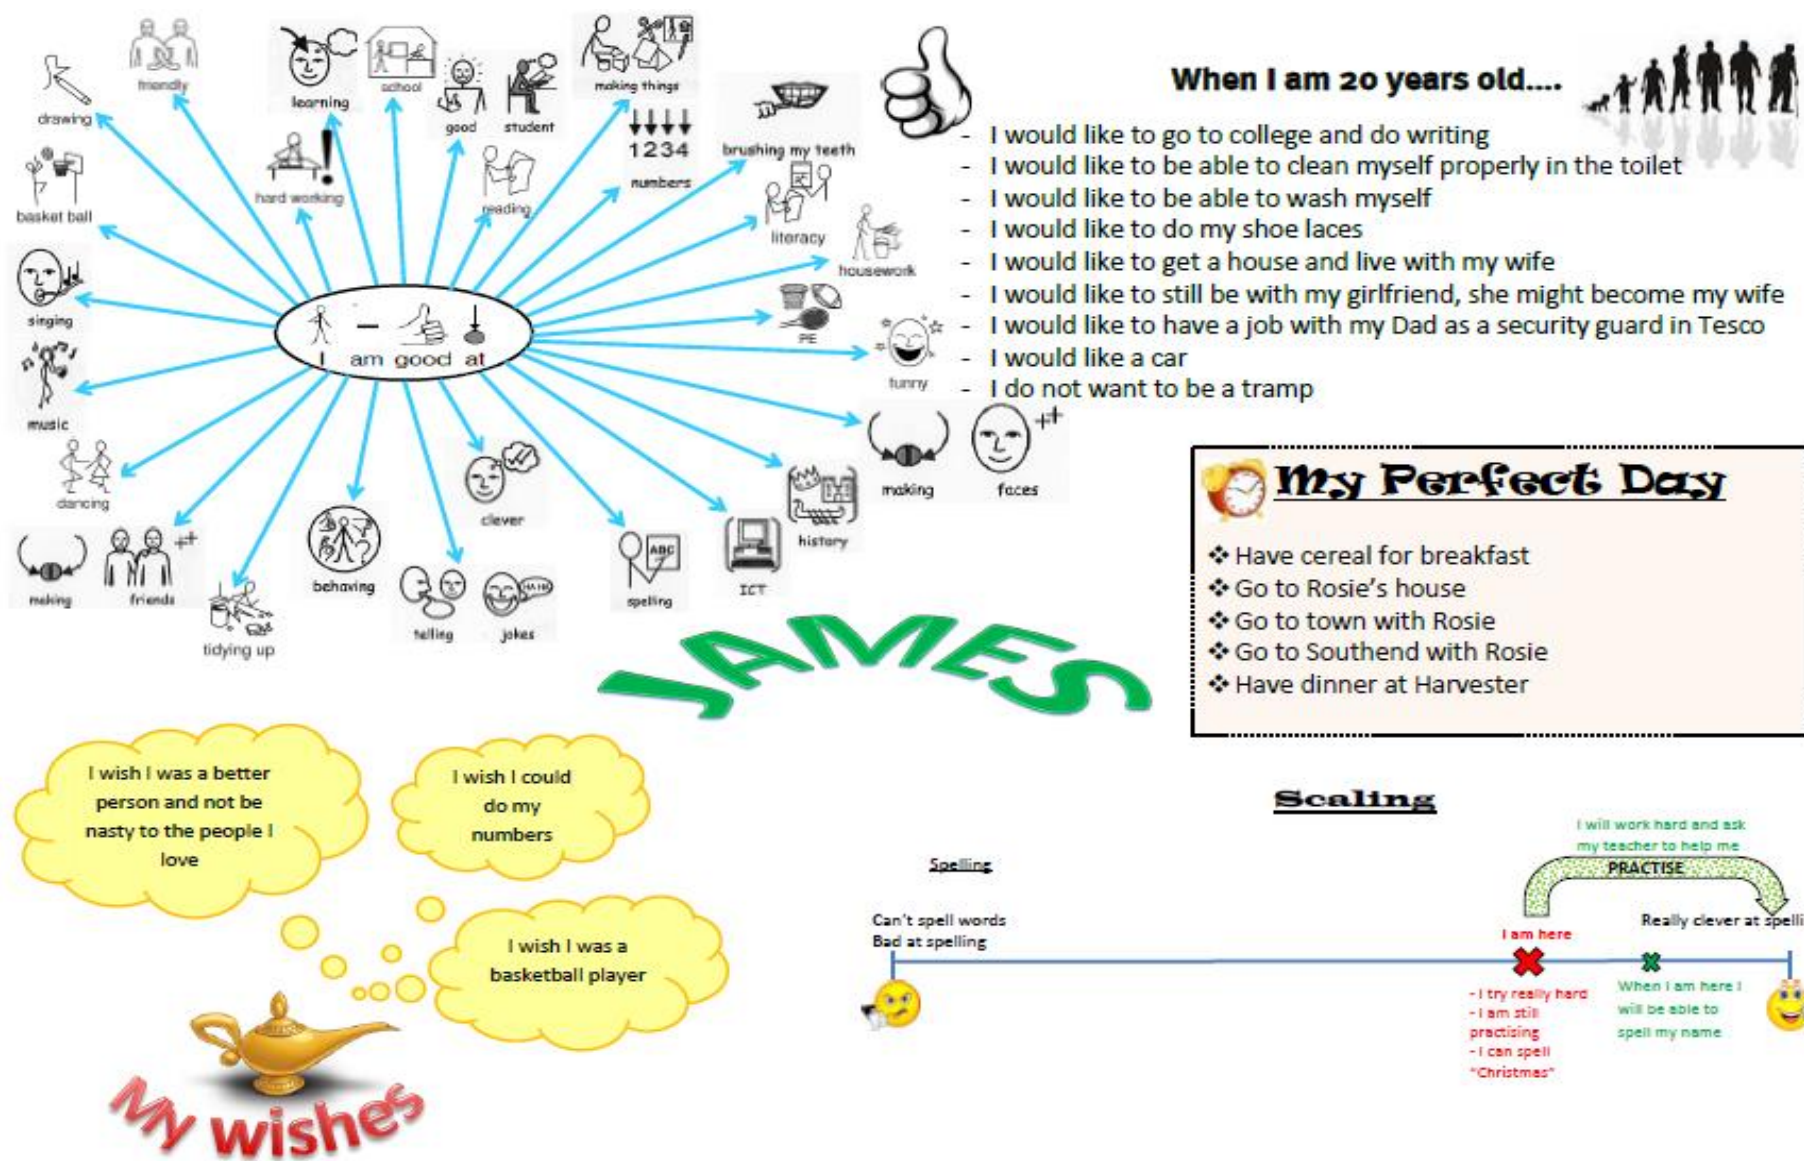 drawing
friendly
learning
school
good student
making things
1234
numbers
brushing my teeth
basket ball
hard working
reading
literacy
housework
singing
PE
funny
I am good at
music
dancing
clever
making faces
history
making friends
behaving
ABC
spelling
ICT
tidying up
telling jokes
HA HA
When I am 20 years old....
- I would like to go to college and do writing
- I would like to be able to clean myself properly in the toilet
- I would like to be able to wash myself
- I would like to do my shoe laces
- I would like to get a house and live with my wife
- I would like to still be with my girlfriend, she might become my wife
- I would like to have a job with my Dad as a security guard in Tesco
- I would like a car
- I do not want to be a tramp
My Perfect Day
❖ Have cereal for breakfast
❖ Go to Rosie's house
❖ Go to town with Rosie
❖ Go to Southend with Rosie
❖ Have dinner at Harvester
JAMES
I wish I was a better
person and not be
nasty to the people I
love
I wish I could
do my
numbers
I wish I was a
basketball player
My wishes
Scaling
Spelling
Can't spell words
Bad at spelling
I will work hard and ask
my teacher to help me
PRACTISE
Really clever at spelli
I am here
- I try really hard
- I am still
practising
- I can spell
"Christmas"
When I am here I
will be able to
spell my name